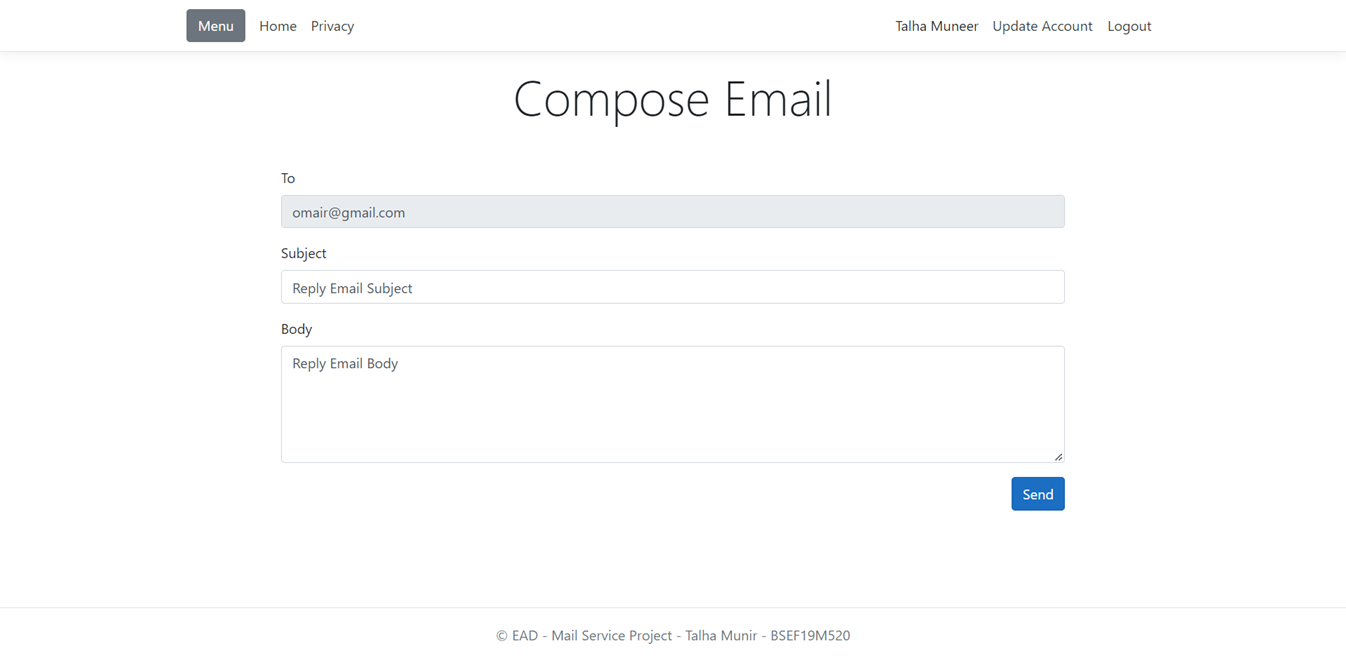 Menu Home Privacy Talha Muneer Update Account Logout
Compose Email
To
omair@gmail.com
Subject
Reply Email Subject
Body
Reply Email Body
Send
© EAD - Mail Service Project - Talha Munir - BSEF19M520